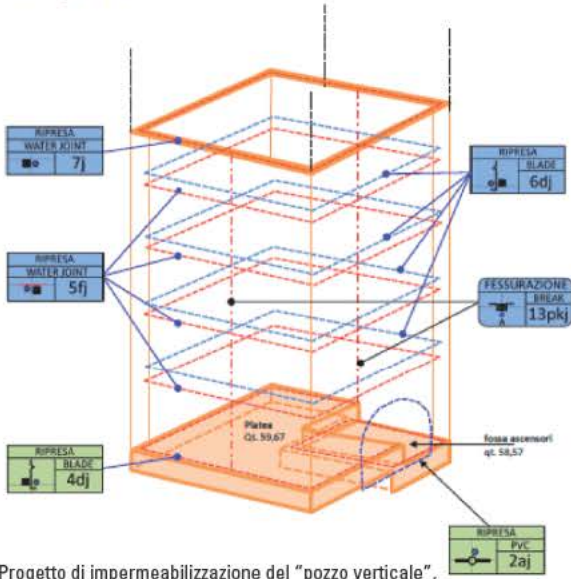 RIPRESA
WATER JOINT
7j
RIPRESA
BLADE
6dj
RIPRESA
WATER JOINT
5fj
FESSURAZIONE
BREAK
13pkj
A
Platea
Qt. 59,67
fossa ascensori
qt. 58,57
RIPRESA
BLADE
4dj
RIPRESA
PVC
2aj
Progetto di impermeabilizzazione del "pozzo verticale".